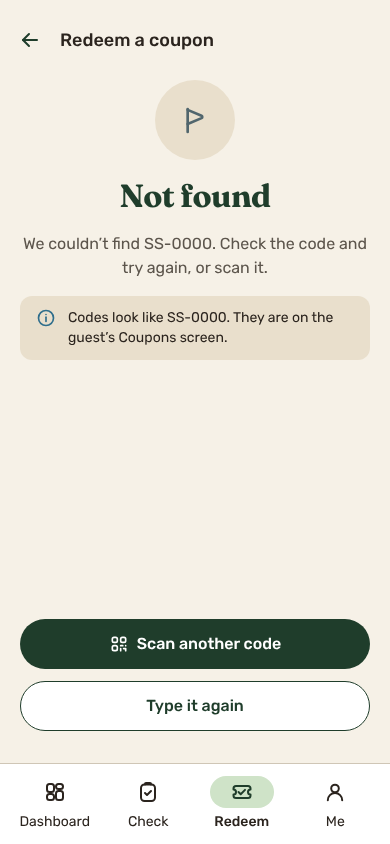 Redeem a coupon
Not found
We couldn’t find SS-0000. Check the code and
try again, or scan it.
Codes look like SS-0000. They are on the
guest’s Coupons screen.
Scan another code
Type it again
Dashboard
Check
Redeem
Me